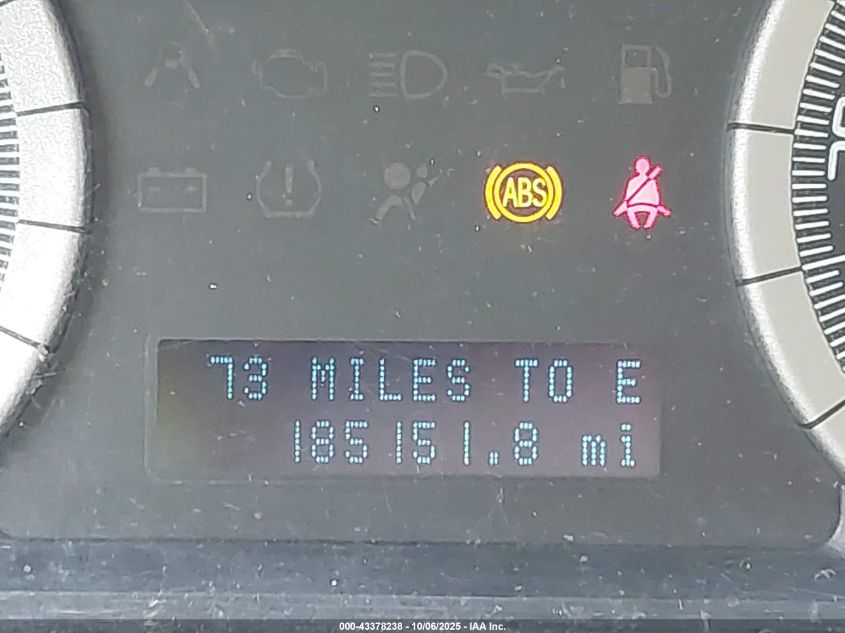 ABS
73 MILES TO E
185151.8 mi
000-43378238 - 10/06/2025 - IAA Inc.